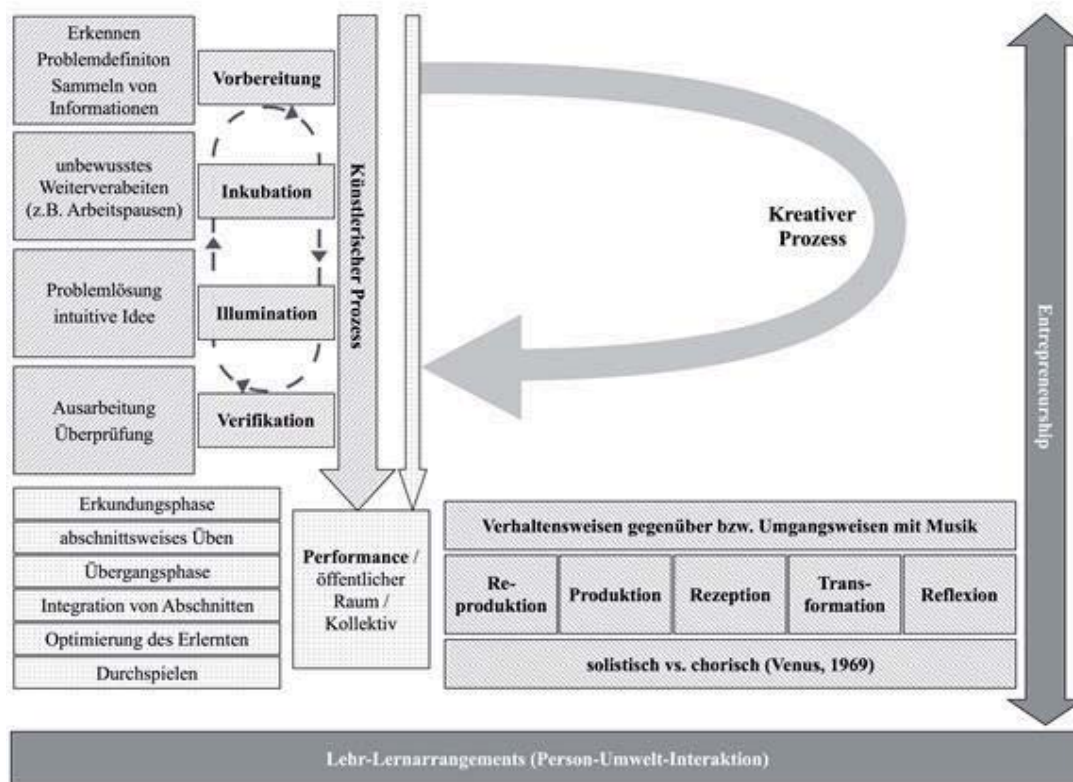 Erkennen
Problemdefiniton
Sammeln von
Informationen
Vorbereitung
unbewusstes
Weiterverabeiten
(z.B. Arbeitspausen)
Inkubation
Problemlösung
intuitive Idee
Illumination
Ausarbeitung
Überprüfung
Verifikation
Künstlerischer Prozess
Kreativer
Prozess
Entrepreneurship
Erkundungsphase
abschnittsweises Üben
Übergangsphase
Integration von Abschnitten
Optimierung des Erlernten
Durchspielen
Performance /
öffentlicher
Raum /
Kollektiv
Verhaltensweisen gegenüber bzw. Umgangsweisen mit Musik
Re-
produktion
Produktion
Rezeption
Trans-
formation
Reflexion
solistisch vs. chorisch (Venus, 1969)
Lehr-Lernarrangements (Person-Umwelt-Interaktion)